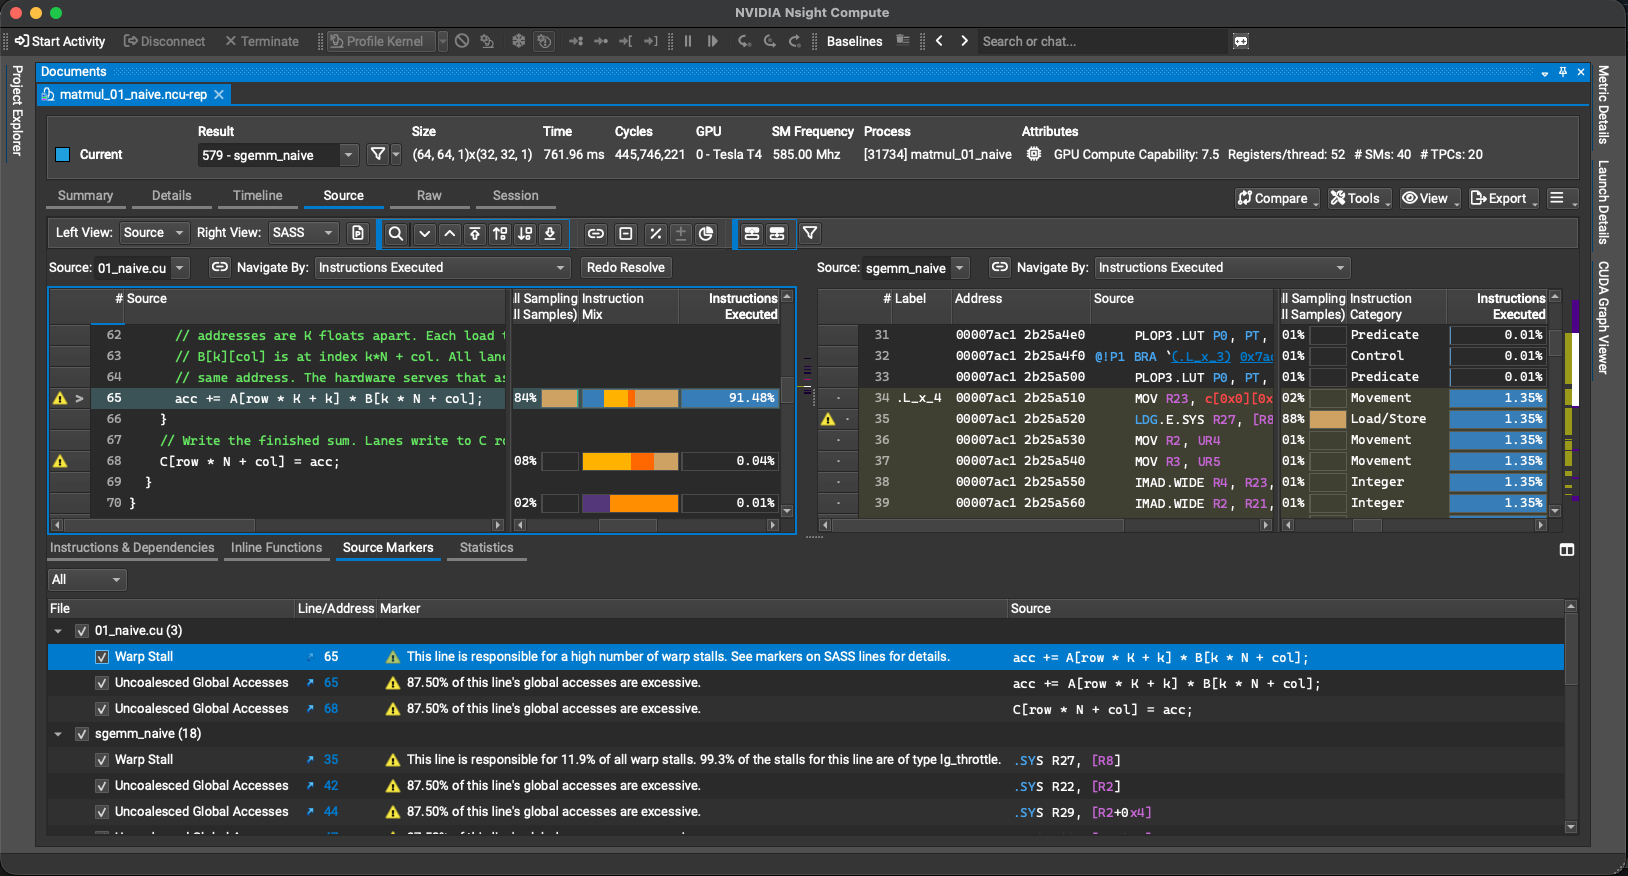 NVIDIA Nsight Compute
Start Activity Disconnect Terminate Profile Kernel Baselines Search or chat...
Project Explorer
Documents
matmul_01_naive.ncu-rep
Result Size Time Cycles GPU SM Frequency Process Attributes
Current 579 - sgemm_naive (64, 64, 1)x(32, 32, 1) 761.96 ms 445,746,221 0 - Tesla T4 585.00 Mhz [31734] matmul_01_naive GPU Compute Capability: 7.5 Registers/thread: 52 # SMs: 40 # TPCs: 20
Summary Details Timeline Source Raw Session Compare Tools View Export
Left View: Source Right View: SASS
Source: 01_naive.cu Navigate By: Instructions Executed Redo Resolve
# Source ll Sampling Instruction Instructions
ll Samples) Mix Executed
62 // addresses are K floats apart. Each load t
63 // B[k][col] is at index k*N + col. All lane
64 // same address. The hardware serves that as
65 acc += A[row * K + k] * B[k * N + col]; 84% 91.48%
66 }
67 // Write the finished sum. Lanes write to C ro
68 C[row * N + col] = acc; 08% 0.04%
69 }
70 } 02% 0.01%
Source: sgemm_naive Navigate By: Instructions Executed
# Label Address Source ll Sampling Instruction Instructions
ll Samples) Category Executed
31 00007ac1 2b25a4e0 PLOP3.LUT P0, PT, 01% Predicate 0.01%
32 00007ac1 2b25a4f0 @!P1 BRA `(.L_x_3) 0x7ac 01% Control 0.01%
33 00007ac1 2b25a500 PLOP3.LUT P0, PT, 01% Predicate 0.01%
34 .L_x_4 00007ac1 2b25a510 MOV R23, c[0x0][0x 02% Movement 1.35%
35 00007ac1 2b25a520 LDG.E.SYS R27, [R8 88% Load/Store 1.35%
36 00007ac1 2b25a530 MOV R2, UR4 01% Movement 1.35%
37 00007ac1 2b25a540 MOV R3, UR5 01% Movement 1.35%
38 00007ac1 2b25a550 IMAD.WIDE R4, R23, 01% Integer 1.35%
39 00007ac1 2b25a560 IMAD.WIDE R2, R21, 01% Integer 1.35%
Instructions & Dependencies Inline Functions Source Markers Statistics
All
File Line/Address Marker Source
01_naive.cu (3)
Warp Stall 65 This line is responsible for a high number of warp stalls. See markers on SASS lines for details. acc += A[row * K + k] * B[k * N + col];
Uncoalesced Global Accesses 65 87.50% of this line's global accesses are excessive. acc += A[row * K + k] * B[k * N + col];
Uncoalesced Global Accesses 68 87.50% of this line's global accesses are excessive. C[row * N + col] = acc;
sgemm_naive (18)
Warp Stall 35 This line is responsible for 11.9% of all warp stalls. 99.3% of the stalls for this line are of type lg_throttle. .SYS R27, [R8]
Uncoalesced Global Accesses 42 87.50% of this line's global accesses are excessive. .SYS R22, [R2]
Uncoalesced Global Accesses 44 87.50% of this line's global accesses are excessive. .SYS R29, [R2+0x4]
Metric Details
Launch Details
CUDA Graph Viewer